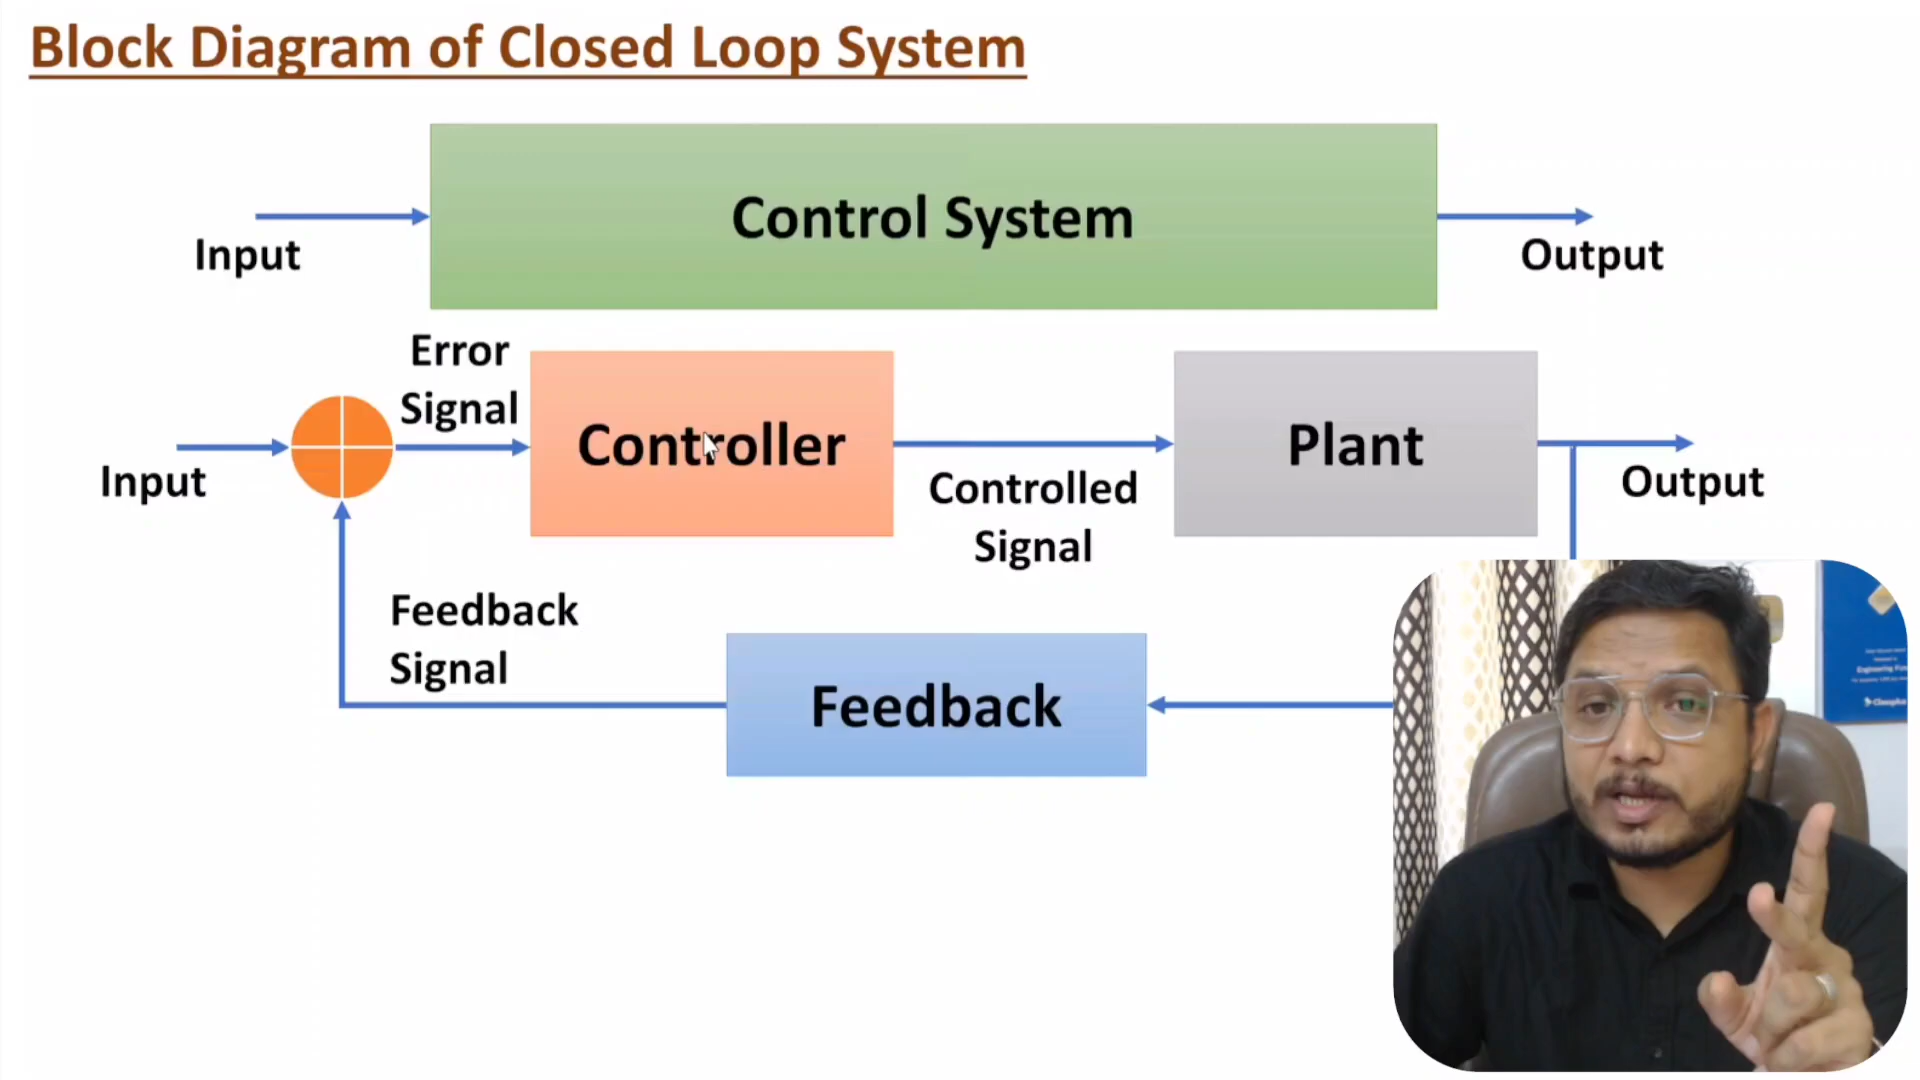 Block Diagram of Closed Loop System
Control System
Input
Output
Error
Signal
Controller
Plant
Input
Controlled
Signal
Output
Feedback
Signal
Feedback